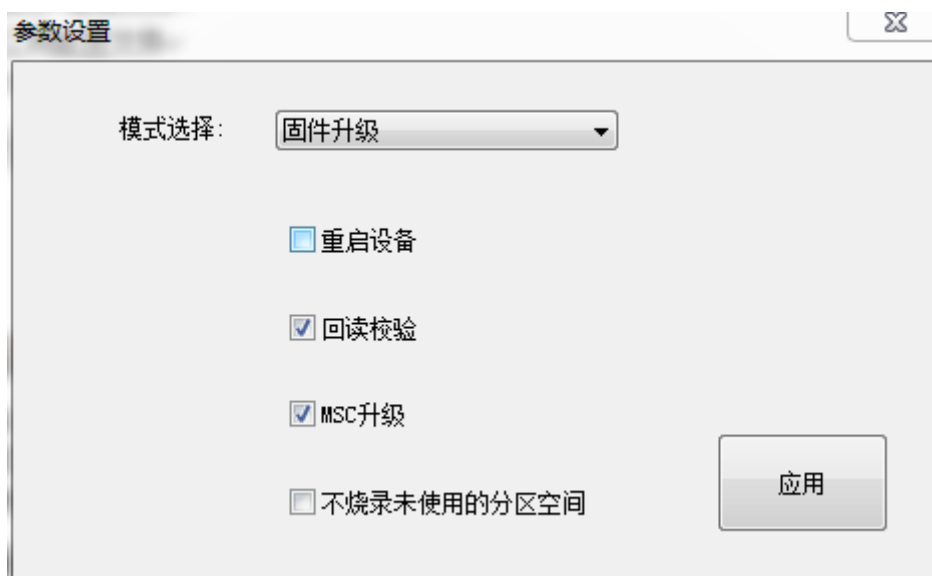 参数设置
模式选择: 固件升级
重启设备
回读校验
MSC升级
不烧录未使用的分区空间
应用